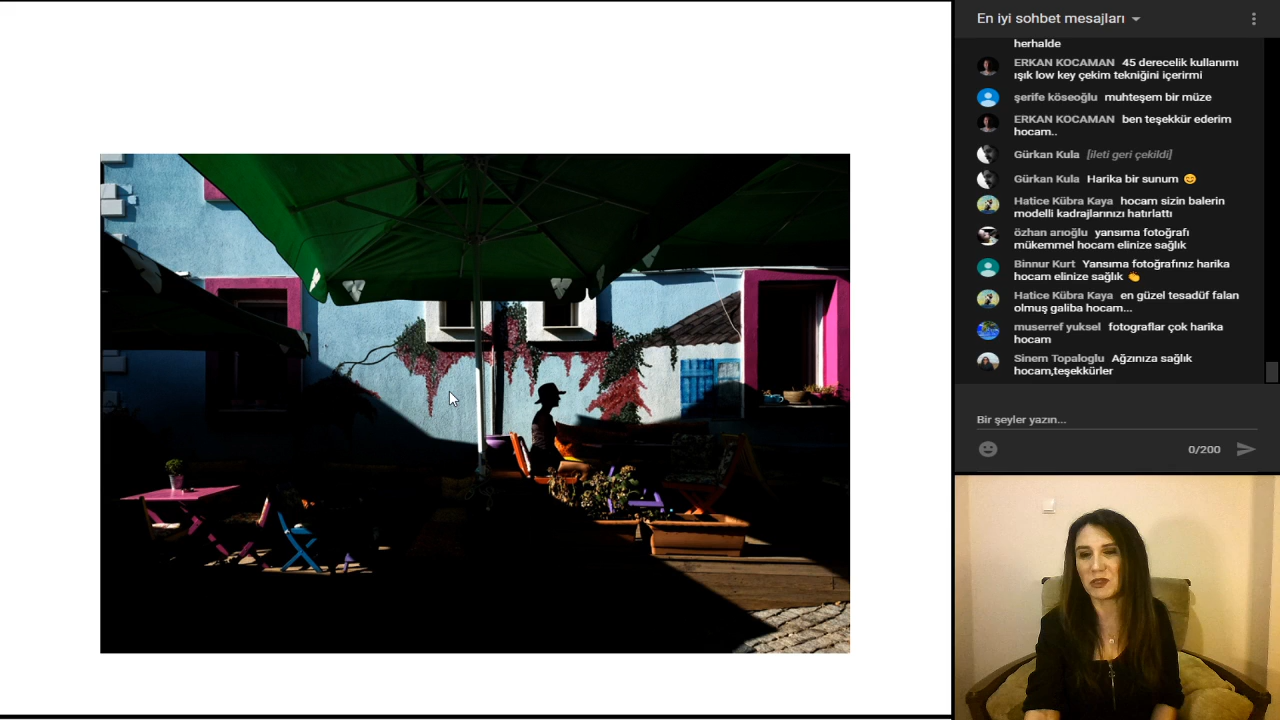 En iyi sohbet mesajları
herhalde
ERKAN KOCAMAN 45 derecelik kullanımı
ışık low key çekim tekniğini içerirmi
şerife köseoğlu muhteşem bir müze
ERKAN KOCAMAN ben teşekkür ederim
hocam..
Gürkan Kula [ileti geri çekildi]
Gürkan Kula Harika bir sunum 😊
Hatice Kübra Kaya hocam sizin balerin
modelli kadrajlarınızı hatırlattı
özhan arıoğlu yansıma fotoğrafı
mükemmel hocam elinize sağlık
Binnur Kurt Yansıma fotoğrafınız harika
hocam elinize sağlık 👏
Hatice Kübra Kaya en güzel tesadüf falan
olmuş galiba hocam...
muserref yuksel fotograflar çok harika
hocam
Sinem Topaloglu Ağzınıza sağlık
hocam,teşekkürler
Bir şeyler yazın...
0/200